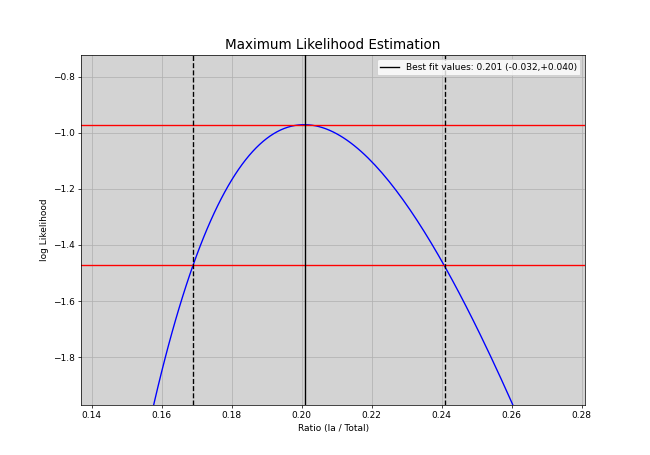 Maximum Likelihood Estimation
Best fit values: 0.201 (-0.032,+0.040)
log Likelihood
−0.8
−1.0
−1.2
−1.4
−1.6
−1.8
0.14 0.16 0.18 0.20 0.22 0.24 0.26 0.28
Ratio (Ia / Total)